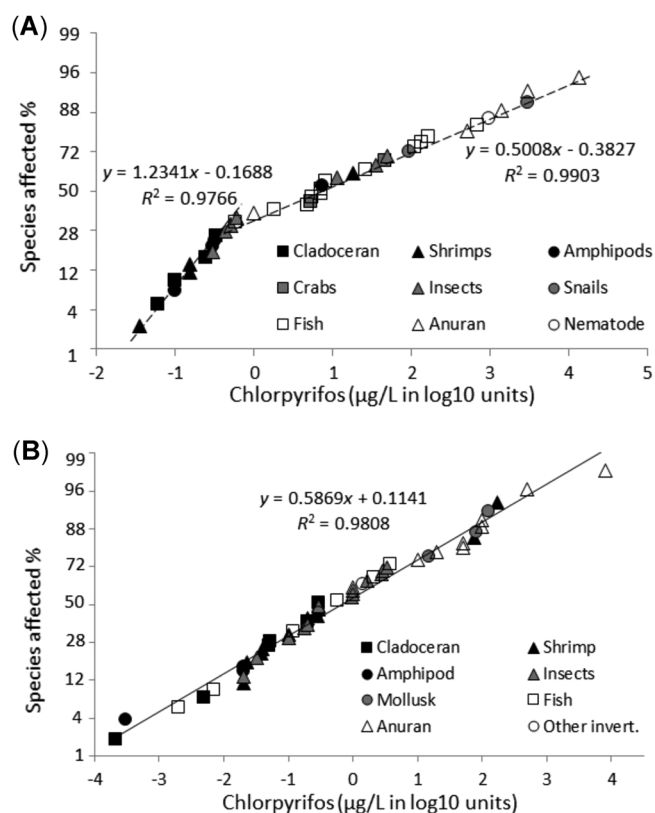 (A)
99
96
88
72
50
28
12
4
1
Species affected %
y = 1.2341x - 0.1688
R² = 0.9766
y = 0.5008x - 0.3827
R² = 0.9903
Cladoceran Shrimps Amphipods
Crabs Insects Snails
Fish Anuran Nematode
-2 -1 0 1 2 3 4 5
Chlorpyrifos (µg/L in log10 units)
(B)
99
96
88
72
50
28
12
4
1
Species affected %
y = 0.5869x + 0.1141
R² = 0.9808
Cladoceran Shrimp
Amphipod Insects
Mollusk Fish
Anuran Other invert.
-4 -3 -2 -1 0 1 2 3 4
Chlorpyrifos (µg/L in log10 units)